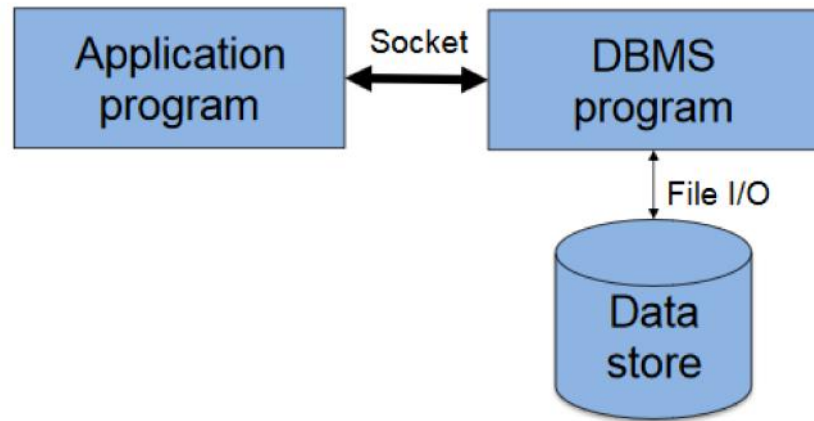 Application
program
Socket
DBMS
program
File I/O
Data
store